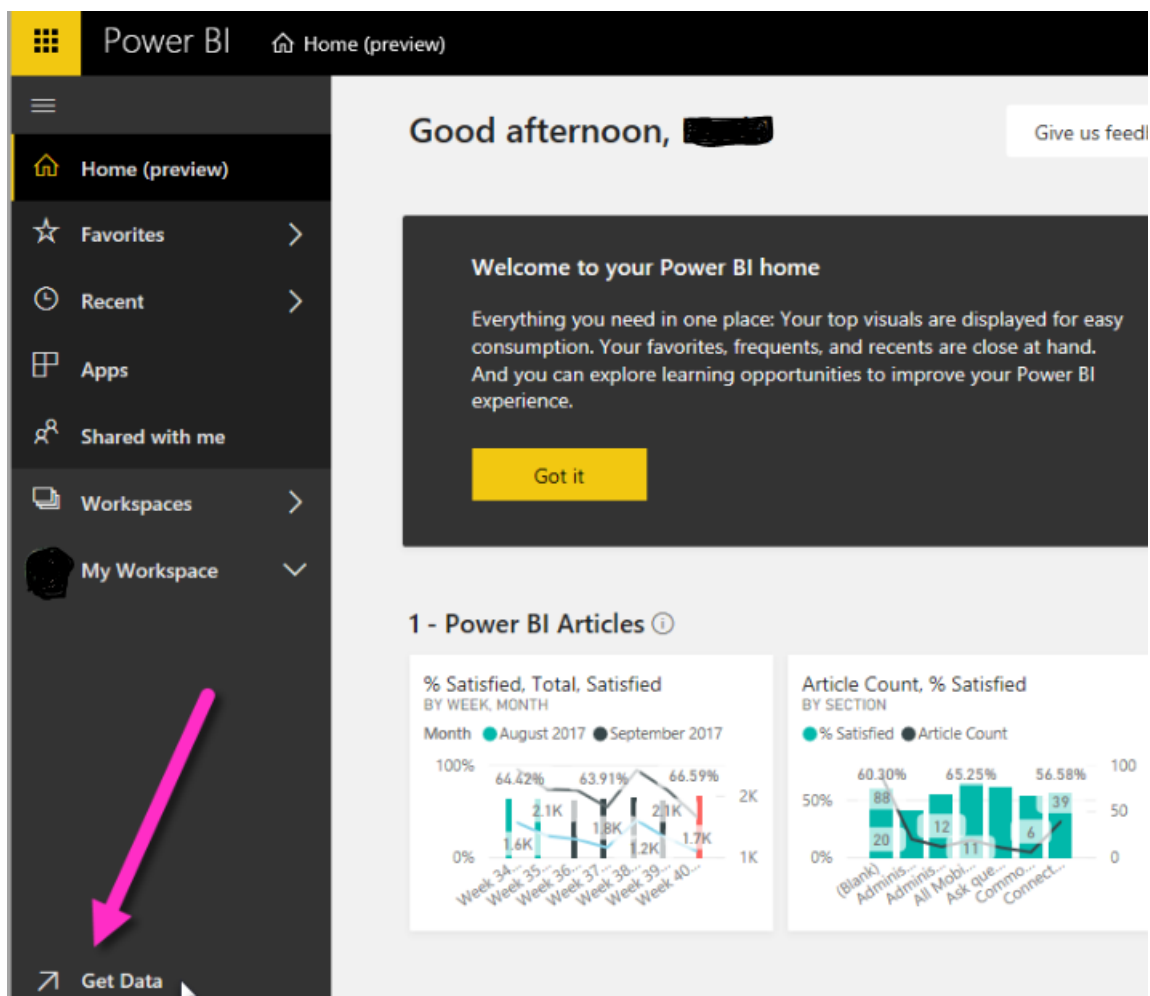 Power BI
Home (preview)
Good afternoon,
Give us feedb
Home (preview)
Favorites
Recent
Apps
Shared with me
Workspaces
My Workspace
Get Data
Welcome to your Power BI home
Everything you need in one place: Your top visuals are displayed for easy
consumption. Your favorites, frequents, and recents are close at hand.
And you can explore learning opportunities to improve your Power BI
experience.
Got it
1 - Power BI Articles
% Satisfied, Total, Satisfied
BY WEEK, MONTH
Month August 2017 September 2017
100%
0%
64.42% 63.91% 66.59%
2.1K 2.1K
1.6K 1.8K 1.2K 1.7K
2K
1K
Week 34... Week 35... Week 36... Week 37... Week 38... Week 39... Week 40...
Article Count, % Satisfied
BY SECTION
% Satisfied Article Count
50%
0%
60.30% 65.25% 56.58%
88 39
20 12 11 6
100
50
0
(Blank) Adminis... Adminis... All Mobi... Ask que... Commo... Connect...